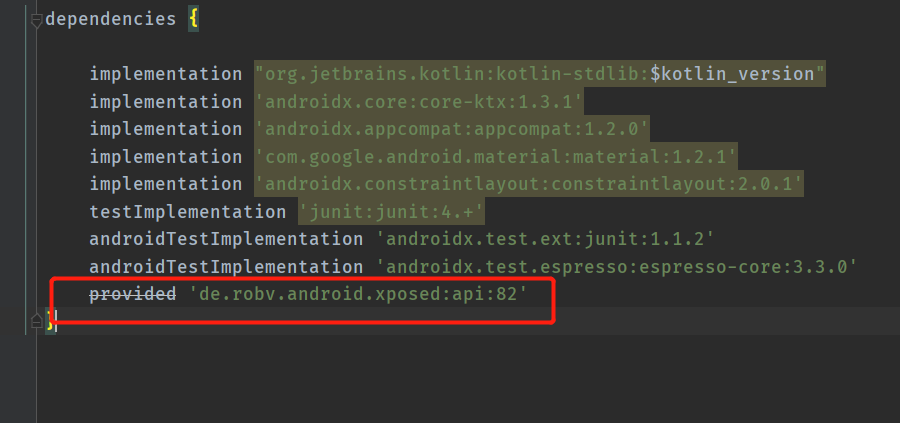 dependencies {
implementation "org.jetbrains.kotlin:kotlin-stdlib:$kotlin_version"
implementation 'androidx.core:core-ktx:1.3.1'
implementation 'androidx.appcompat:appcompat:1.2.0'
implementation 'com.google.android.material:material:1.2.1'
implementation 'androidx.constraintlayout:constraintlayout:2.0.1'
testImplementation 'junit:junit:4.+'
androidTestImplementation 'androidx.test.ext:junit:1.1.2'
androidTestImplementation 'androidx.test.espresso:espresso-core:3.3.0'
provided 'de.robv.android.xposed:api:82'
}